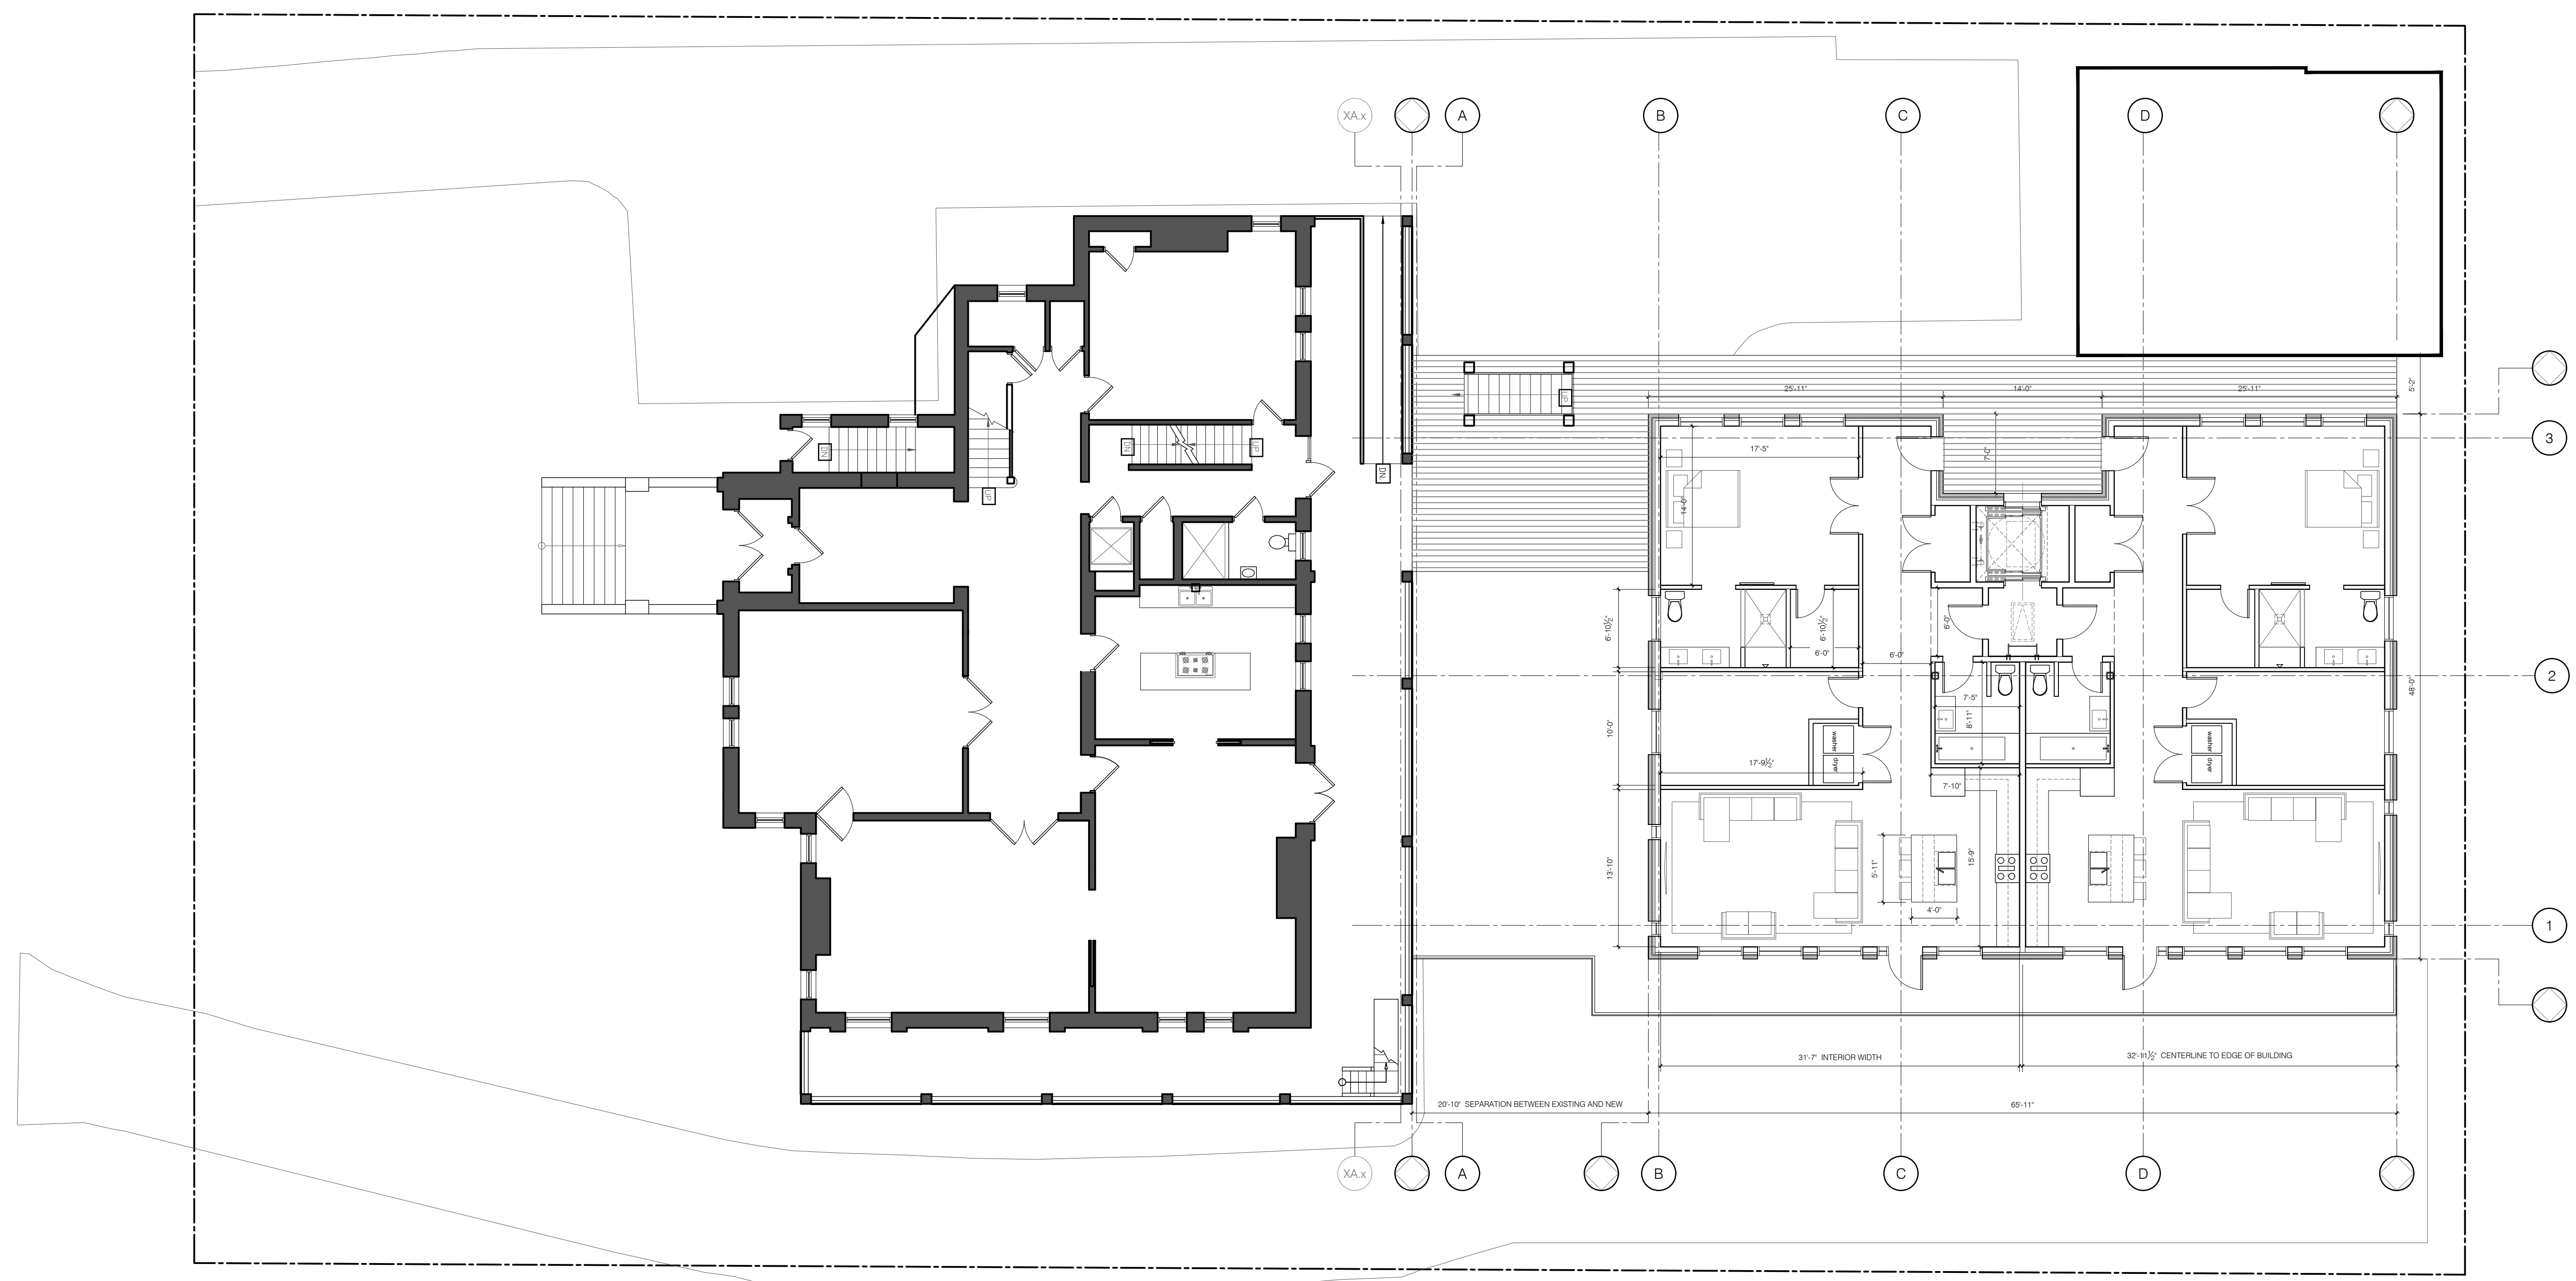 XA.x
A
B
C
D
5'-2"
25'-11"
14'-0"
25'-11"
3
UP
7'-0"
17'-5"
DN
UP
DN
DN
UP
14'-0"
6'-10½"
6'-10½"
6'-0"
6'-0"
6'-0"
2
48'-0"
7'-5"
8'-11"
10'-0"
washer
dryer
washer
dryer
17'-9½"
7'-10"
13'-10"
5'-11"
15'-9"
4'-0"
1
31'-7" INTERIOR WIDTH
32'-11½" CENTERLINE TO EDGE OF BUILDING
20'-10" SEPARATION BETWEEN EXISTING AND NEW
65'-11"
XA.x
A
B
C
D